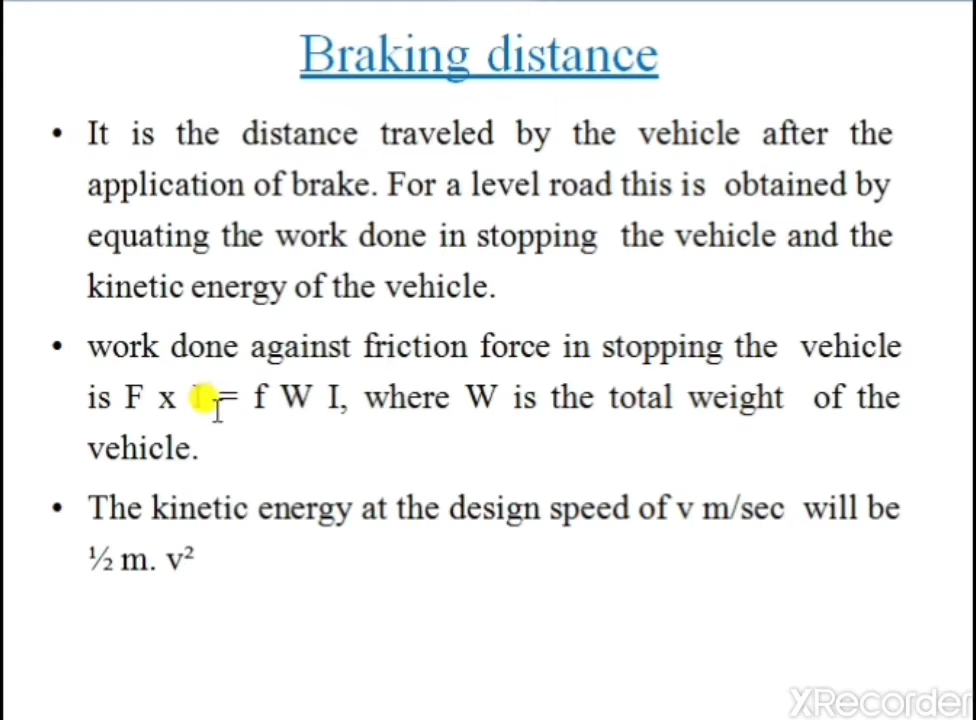 Braking distance
• It is the distance traveled by the vehicle after the
application of brake. For a level road this is obtained by
equating the work done in stopping the vehicle and the
kinetic energy of the vehicle.
• work done against friction force in stopping the vehicle
is F x = f W I, where W is the total weight of the
vehicle.
• The kinetic energy at the design speed of v m/sec will be
½ m. v²
XRecorder